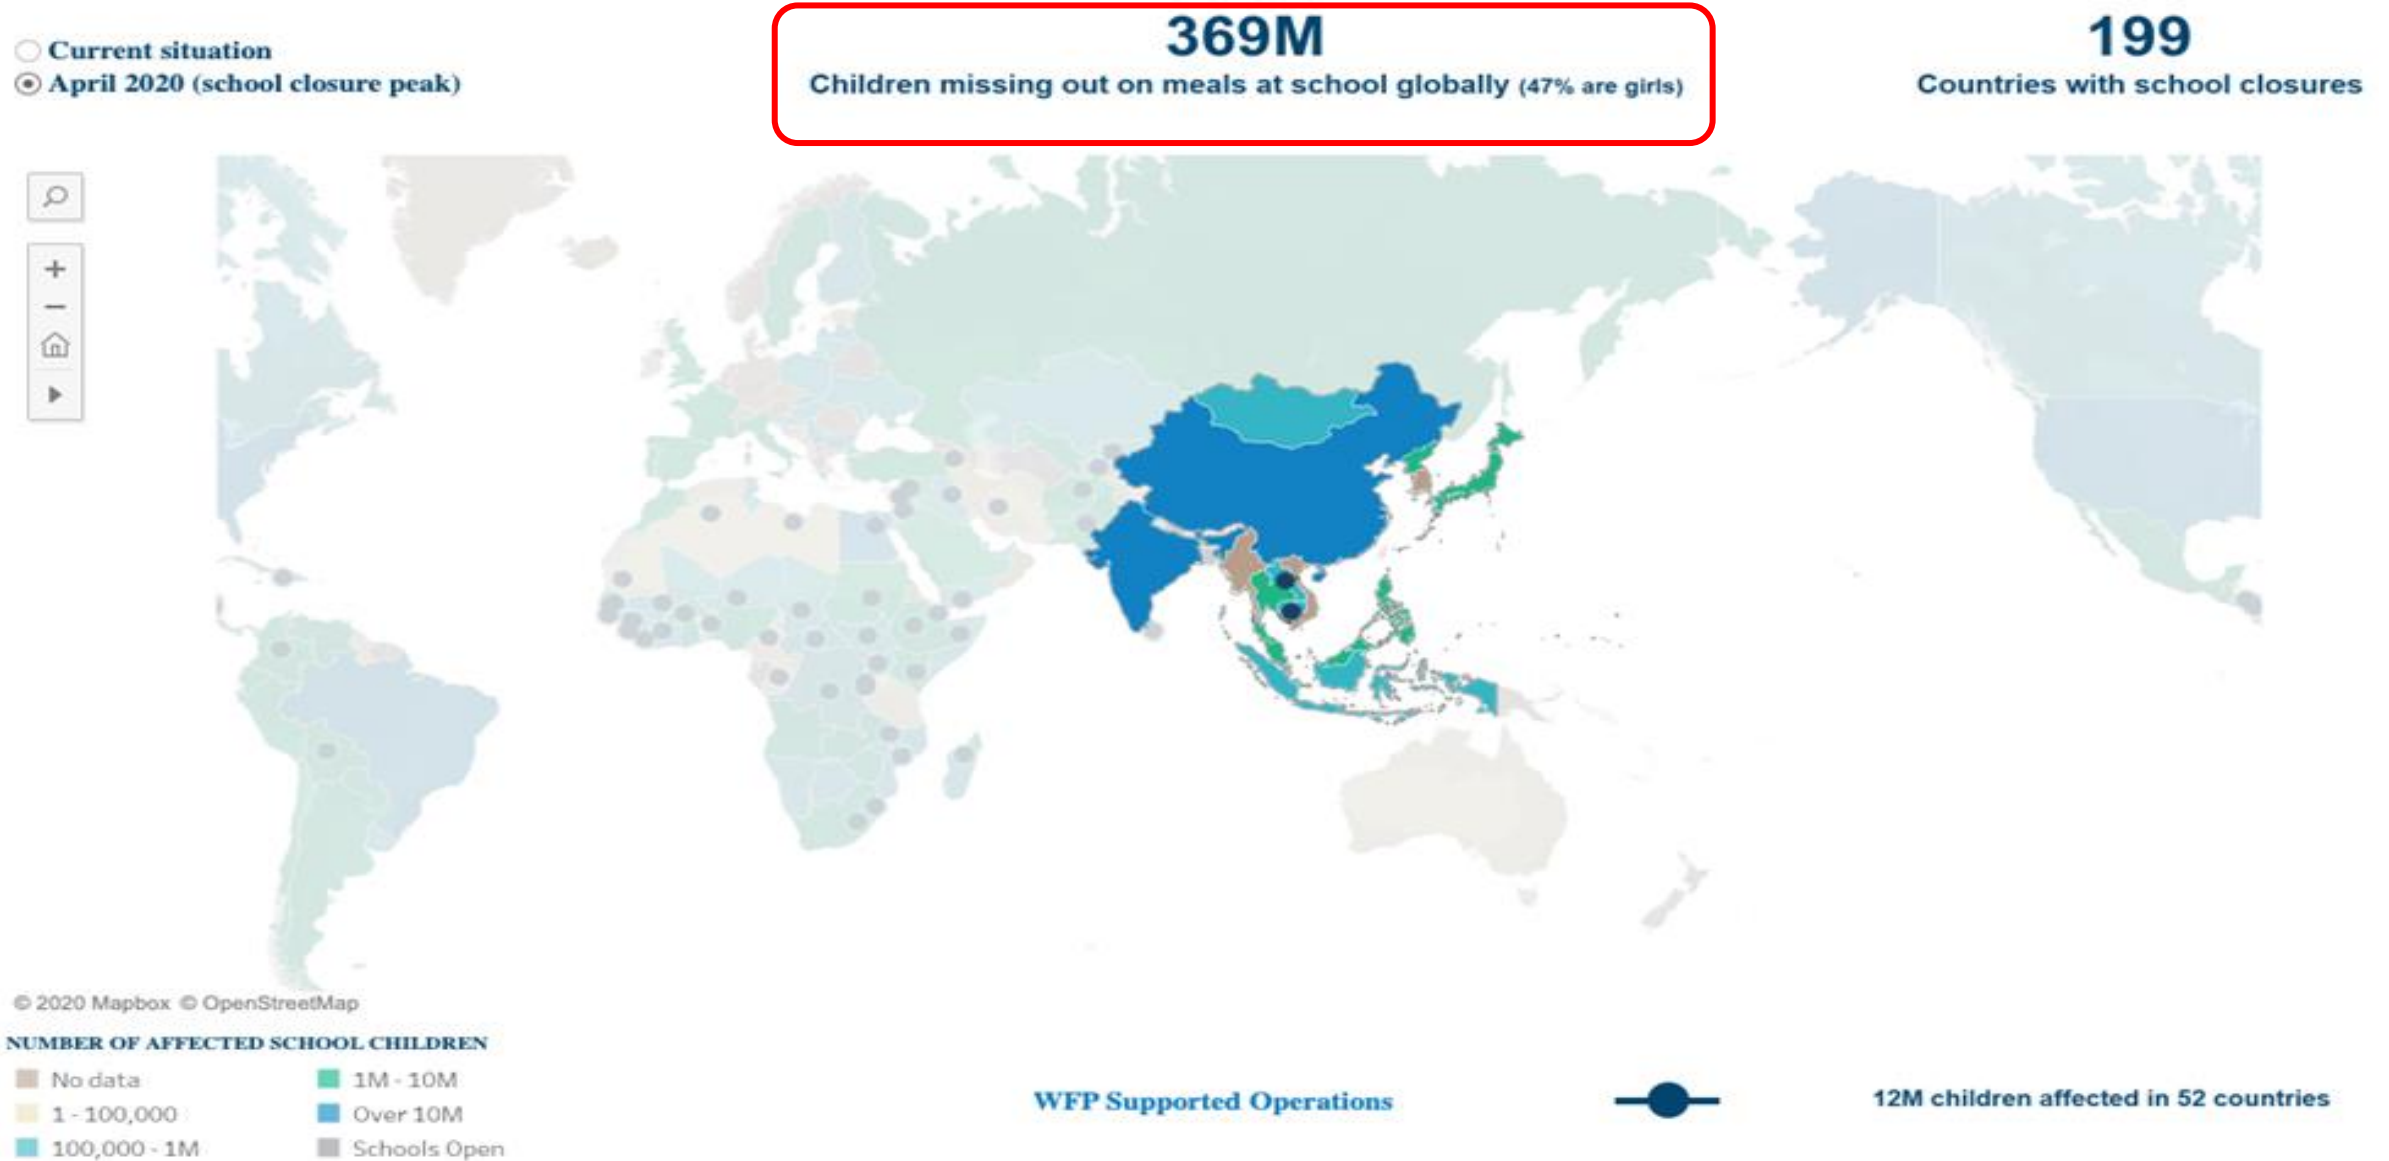 Current situation
April 2020 (school closure peak)
369M
Children missing out on meals at school globally (47% are girls)
199
Countries with school closures
© 2020 Mapbox © OpenStreetMap
NUMBER OF AFFECTED SCHOOL CHILDREN
No data
1 - 100,000
100,000 - 1M
1M - 10M
Over 10M
Schools Open
WFP Supported Operations
12M children affected in 52 countries